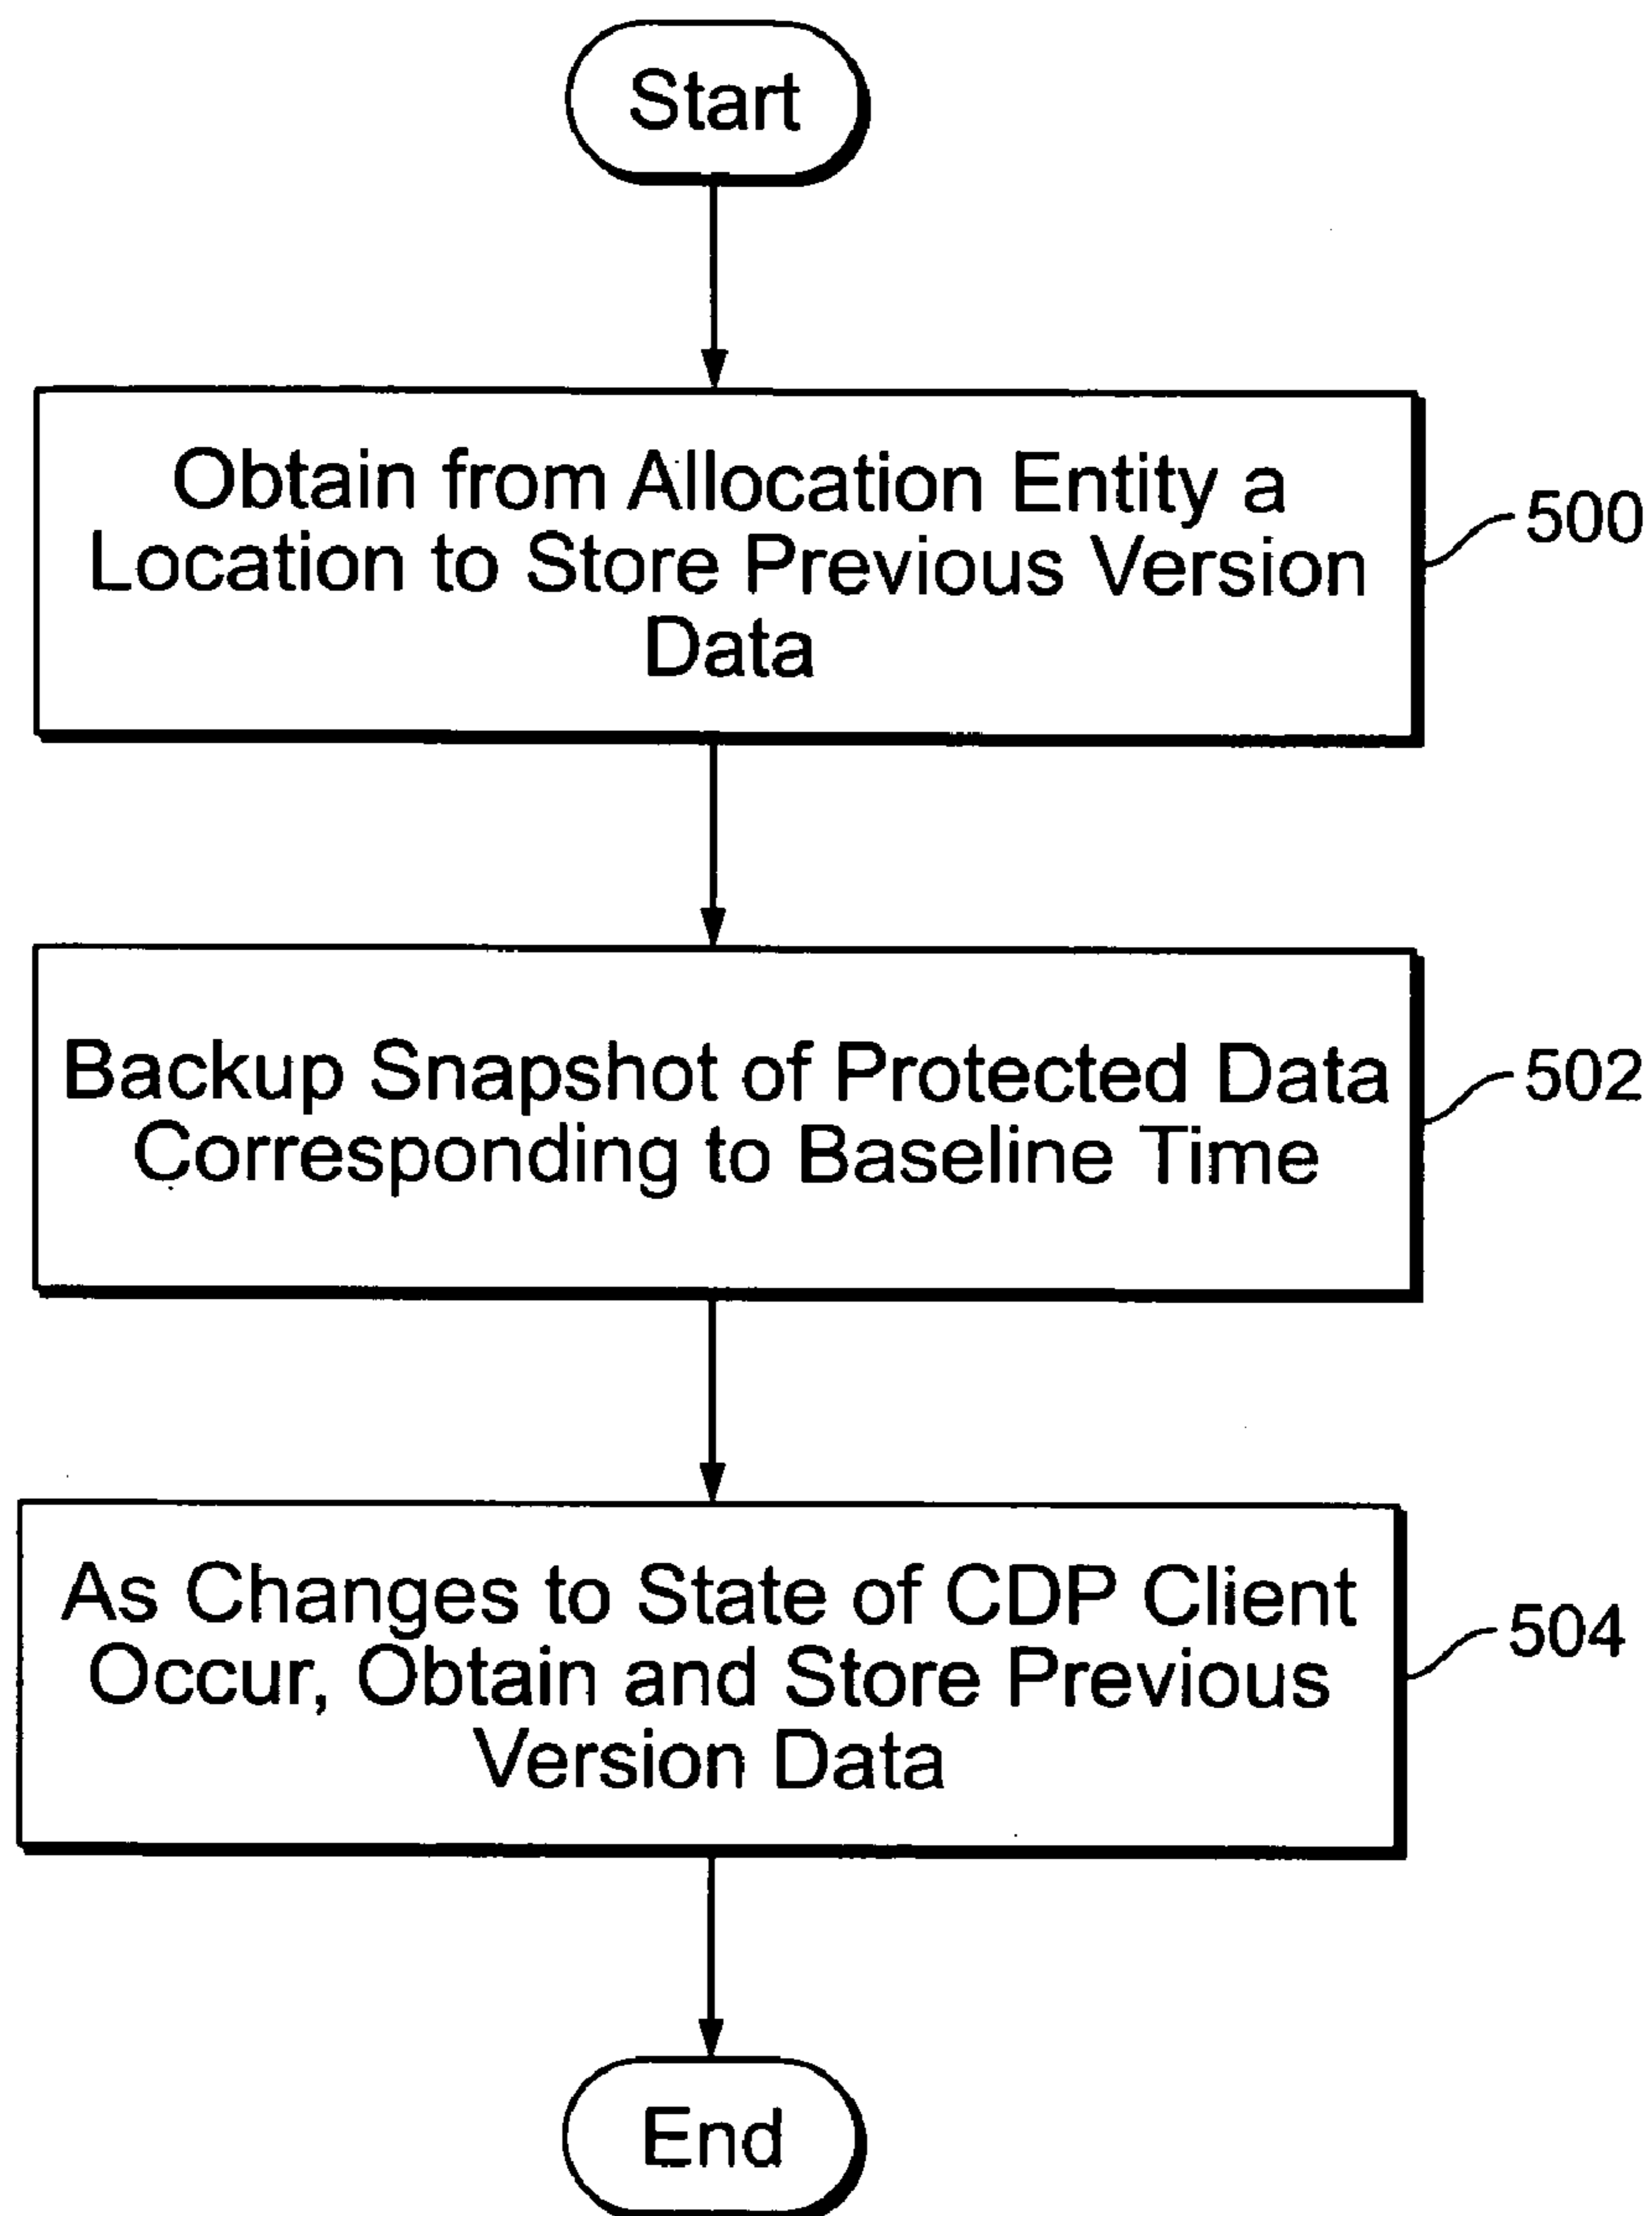 Start
Obtain from Allocation Entity a
Location to Store Previous Version
Data
500
Backup Snapshot of Protected Data
Corresponding to Baseline Time
502
As Changes to State of CDP Client
Occur, Obtain and Store Previous
Version Data
504
End